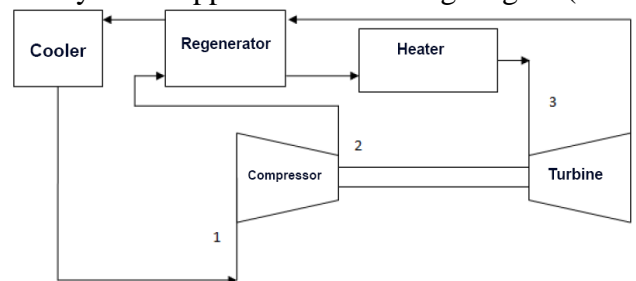 Cooler
Regenerator
Heater
3
2
Compressor
Turbine
1